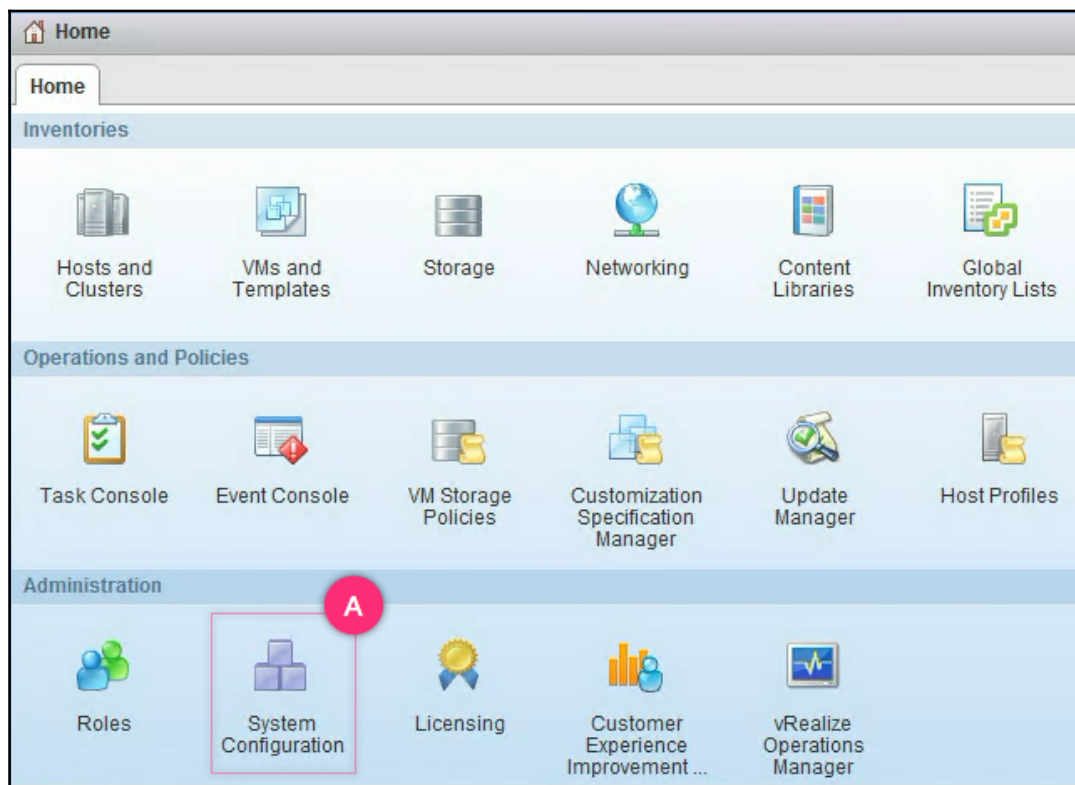 Home
Home
Inventories
Hosts and
Clusters
VMs and
Templates
Storage
Networking
Content
Libraries
Global
Inventory Lists
Operations and Policies
Task Console
Event Console
VM Storage
Policies
Customization
Specification
Manager
Update
Manager
Host Profiles
Administration
A
Roles
System
Configuration
Licensing
Customer
Experience
Improvement ...
vRealize
Operations
Manager